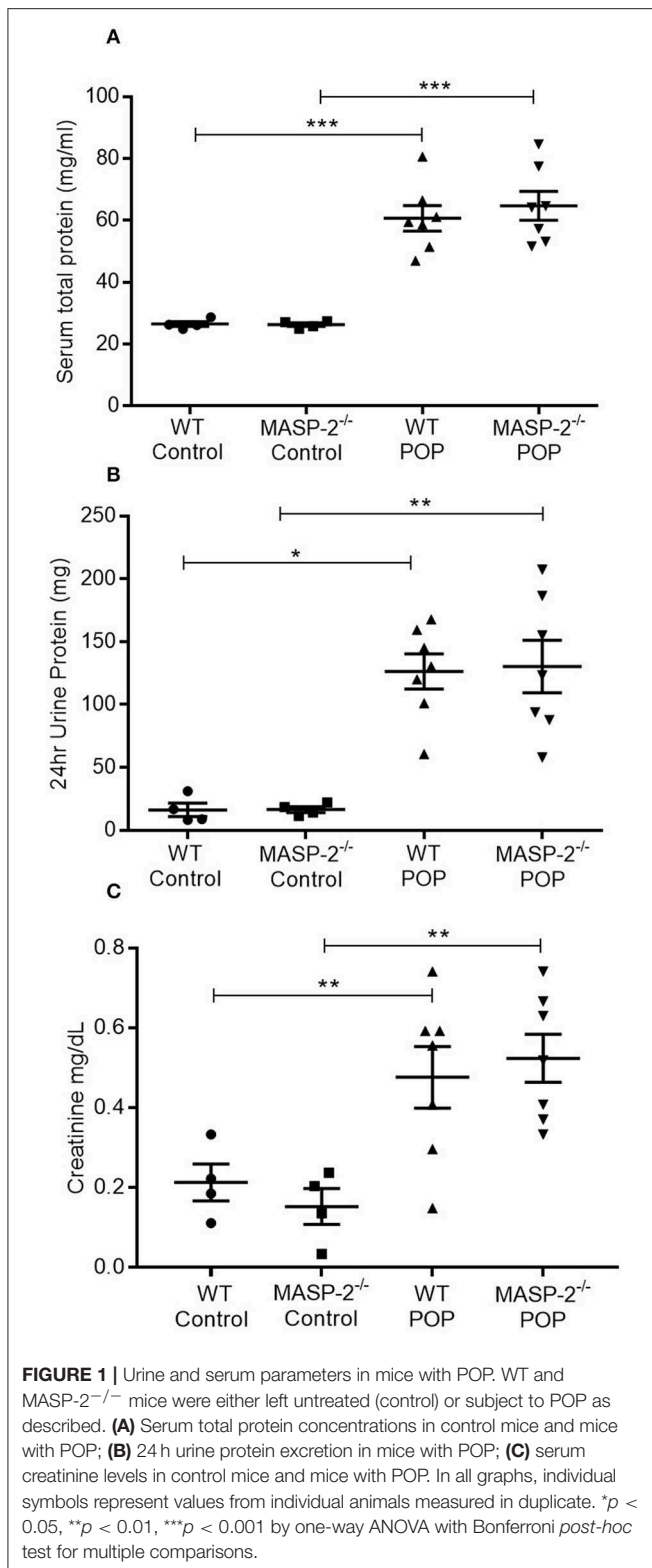 A
***
***
100
80
60
40
20
0
Serum total protein (mg/ml)
WT
Control
MASP-2⁻/⁻
Control
WT
POP
MASP-2⁻/⁻
POP
B
**
*
250
200
150
100
50
0
24hr Urine Protein (mg)
WT
Control
MASP-2⁻/⁻
Control
WT
POP
MASP-2⁻/⁻
POP
C
**
**
0.8
0.6
0.4
0.2
0.0
Creatinine mg/dL
WT
Control
MASP-2⁻/⁻
Control
WT
POP
MASP-2⁻/⁻
POP
FIGURE 1 | Urine and serum parameters in mice with POP. WT and
MASP-2−/− mice were either left untreated (control) or subject to POP as
described. (A) Serum total protein concentrations in control mice and mice
with POP; (B) 24 h urine protein excretion in mice with POP; (C) serum
creatinine levels in control mice and mice with POP. In all graphs, individual
symbols represent values from individual animals measured in duplicate. *p <
0.05, **p < 0.01, ***p < 0.001 by one-way ANOVA with Bonferroni post-hoc
test for multiple comparisons.